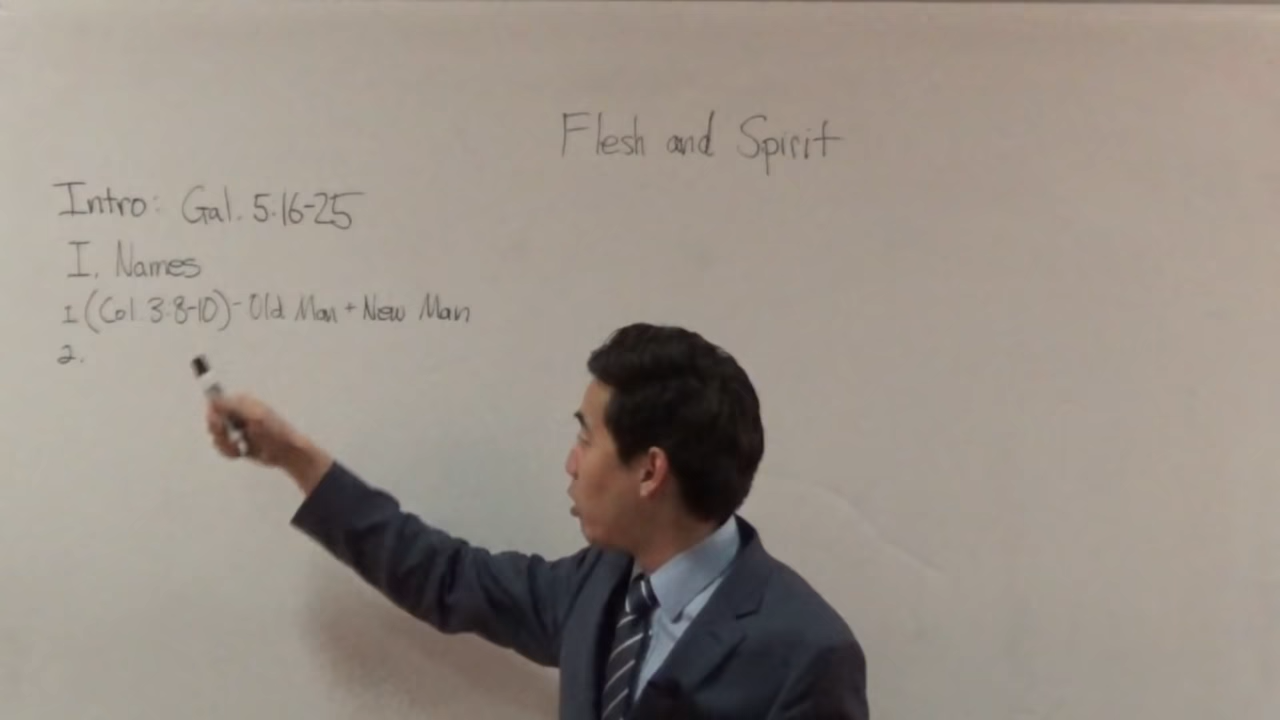 Flesh and Spirit
Intro: Gal. 5:16-25
I. Names
1 (Col 3:8-10) - Old Man + New Man
2.